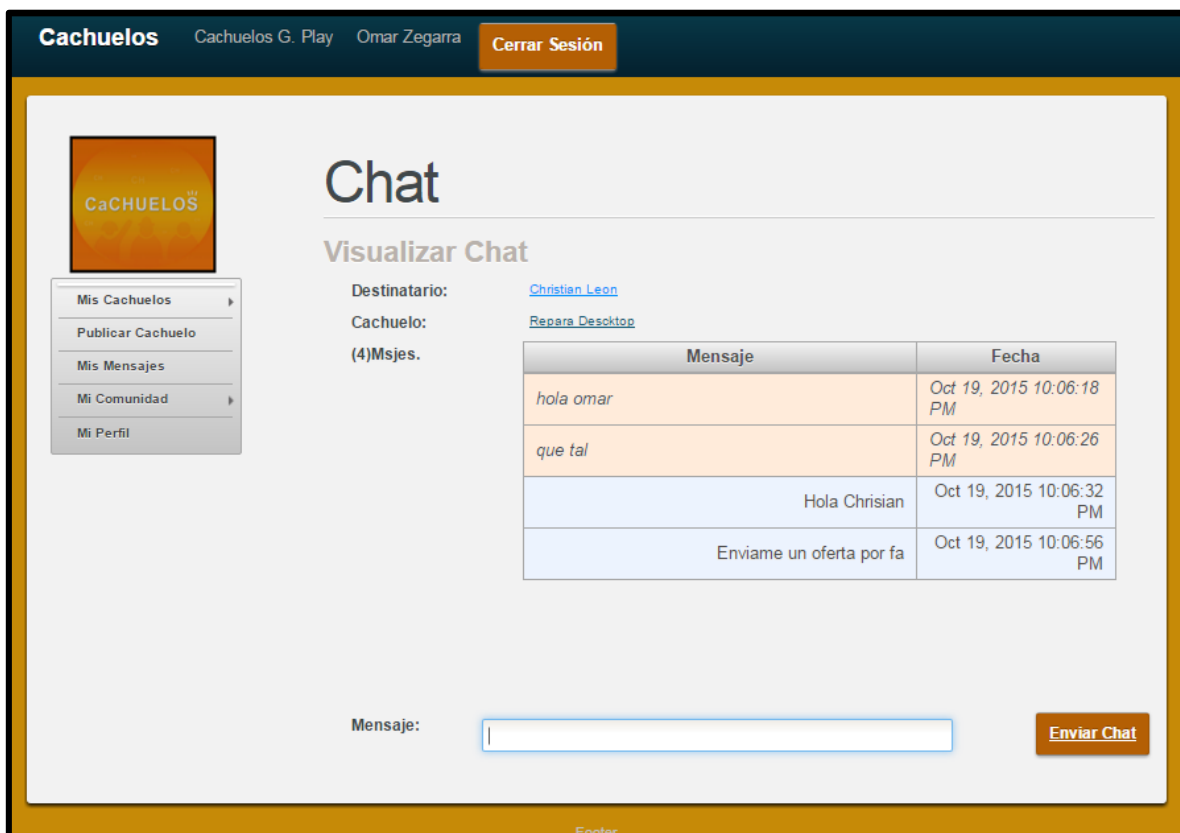 Cachuelos Cachuelos G. Play Omar Zegarra Cerrar Sesión
CaCHUELOS
Mis Cachuelos
Publicar Cachuelo
Mis Mensajes
Mi Comunidad
Mi Perfil
Chat
Visualizar Chat
Destinatario: Christian Leon
Cachuelo: Repara Descktop
(4)Msjes.
Mensaje Fecha
hola omar Oct 19, 2015 10:06:18
PM
que tal Oct 19, 2015 10:06:26
PM
Hola Chrisian Oct 19, 2015 10:06:32
PM
Enviame un oferta por fa Oct 19, 2015 10:06:56
PM
Mensaje: Enviar Chat
Footer